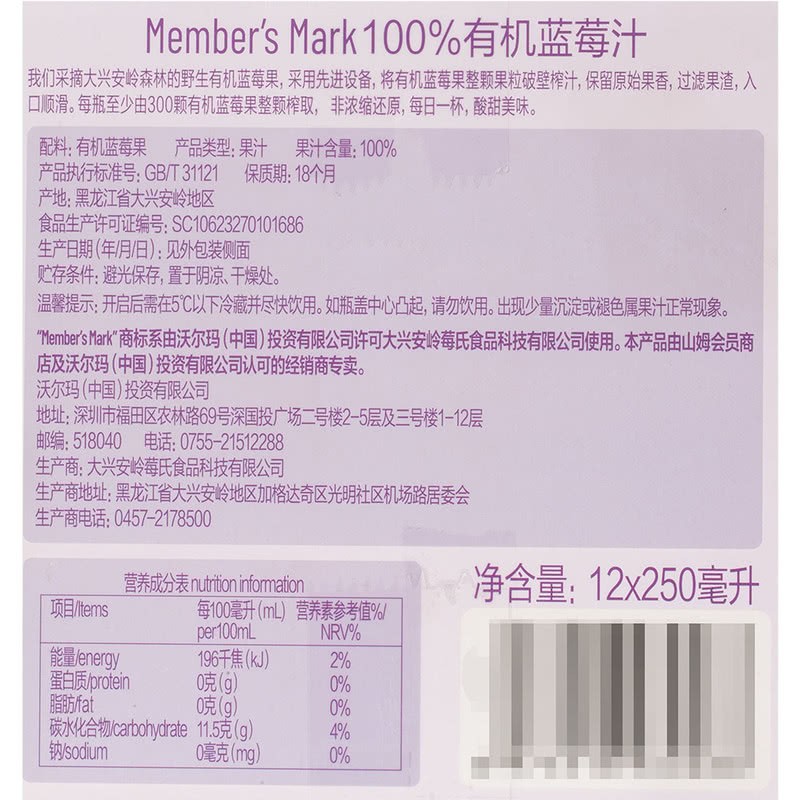 Member's Mark 100%有机蓝莓汁
我们采摘大兴安岭森林的野生有机蓝莓果, 采用先进设备, 将有机蓝莓果整颗果粒破壁榨汁, 保留原始果香, 过滤果渣, 入
口顺滑。每瓶至少由300颗有机蓝莓果整颗榨取, 非浓缩还原, 每日一杯, 酸甜美味。
配料: 有机蓝莓果 产品类型: 果汁 果汁含量: 100%
产品执行标准号: GB/T 31121 保质期: 18个月
产地: 黑龙江省大兴安岭地区
食品生产许可证编号: SC10623270101686
生产日期(年/月/日): 见外包装侧面
贮存条件: 避光保存, 置于阴凉、干燥处。
温馨提示: 开启后需在5℃以下冷藏并尽快饮用。如瓶盖中心凸起, 请勿饮用。出现少量沉淀或褪色属果汁正常现象。
"Member's Mark"商标系由沃尔玛(中国)投资有限公司许可大兴安岭莓氏食品科技有限公司使用。本产品由山姆会员商
店及沃尔玛(中国)投资有限公司认可的经销商专卖。
沃尔玛(中国)投资有限公司
地址: 深圳市福田区农林路69号深国投广场二号楼2-5层及三号楼1-12层
邮编: 518040 电话: 0755-21512288
生产商: 大兴安岭莓氏食品科技有限公司
生产商地址: 黑龙江省大兴安岭地区加格达奇区光明社区机场路居委会
生产商电话: 0457-2178500
净含量: 12x250毫升
营养成分表 nutrition information
项目/Items 每100毫升(mL) 营养素参考值%/
per100mL NRV%
能量/energy 196千焦(kJ) 2%
蛋白质/protein 0克(g) 0%
脂肪/fat 0克(g) 0%
碳水化合物/carbohydrate 11.5克(g) 4%
钠/sodium 0毫克(mg) 0%